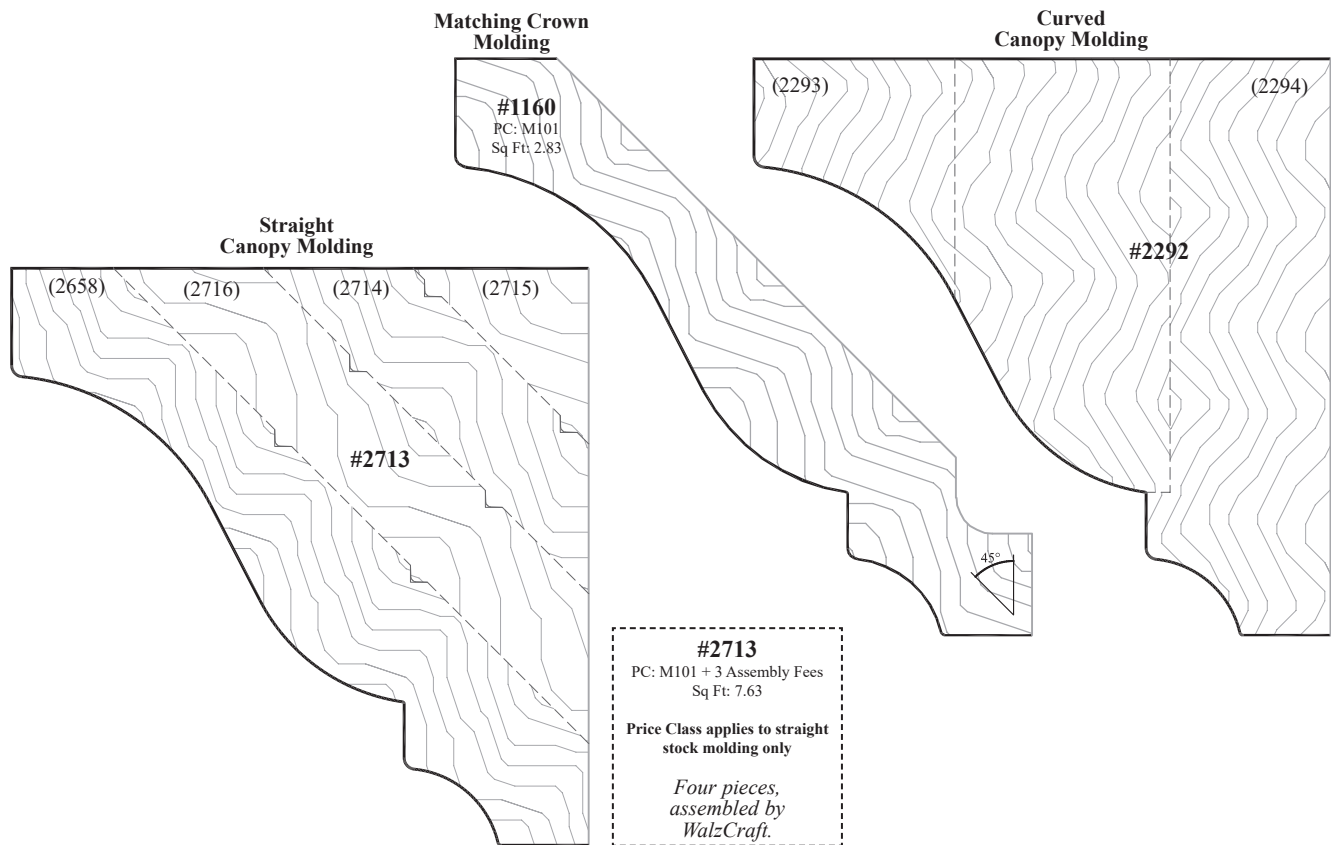 Matching Crown
Molding
#1160
PC: M101
Sq Ft: 2.83
45°
Curved
Canopy Molding
(2293)
(2294)
#2292
Straight
Canopy Molding
(2658)
(2716)
(2714)
(2715)
#2713
#2713
PC: M101 + 3 Assembly Fees
Sq Ft: 7.63
Price Class applies to straight
stock molding only
Four pieces,
assembled by
WalzCraft.